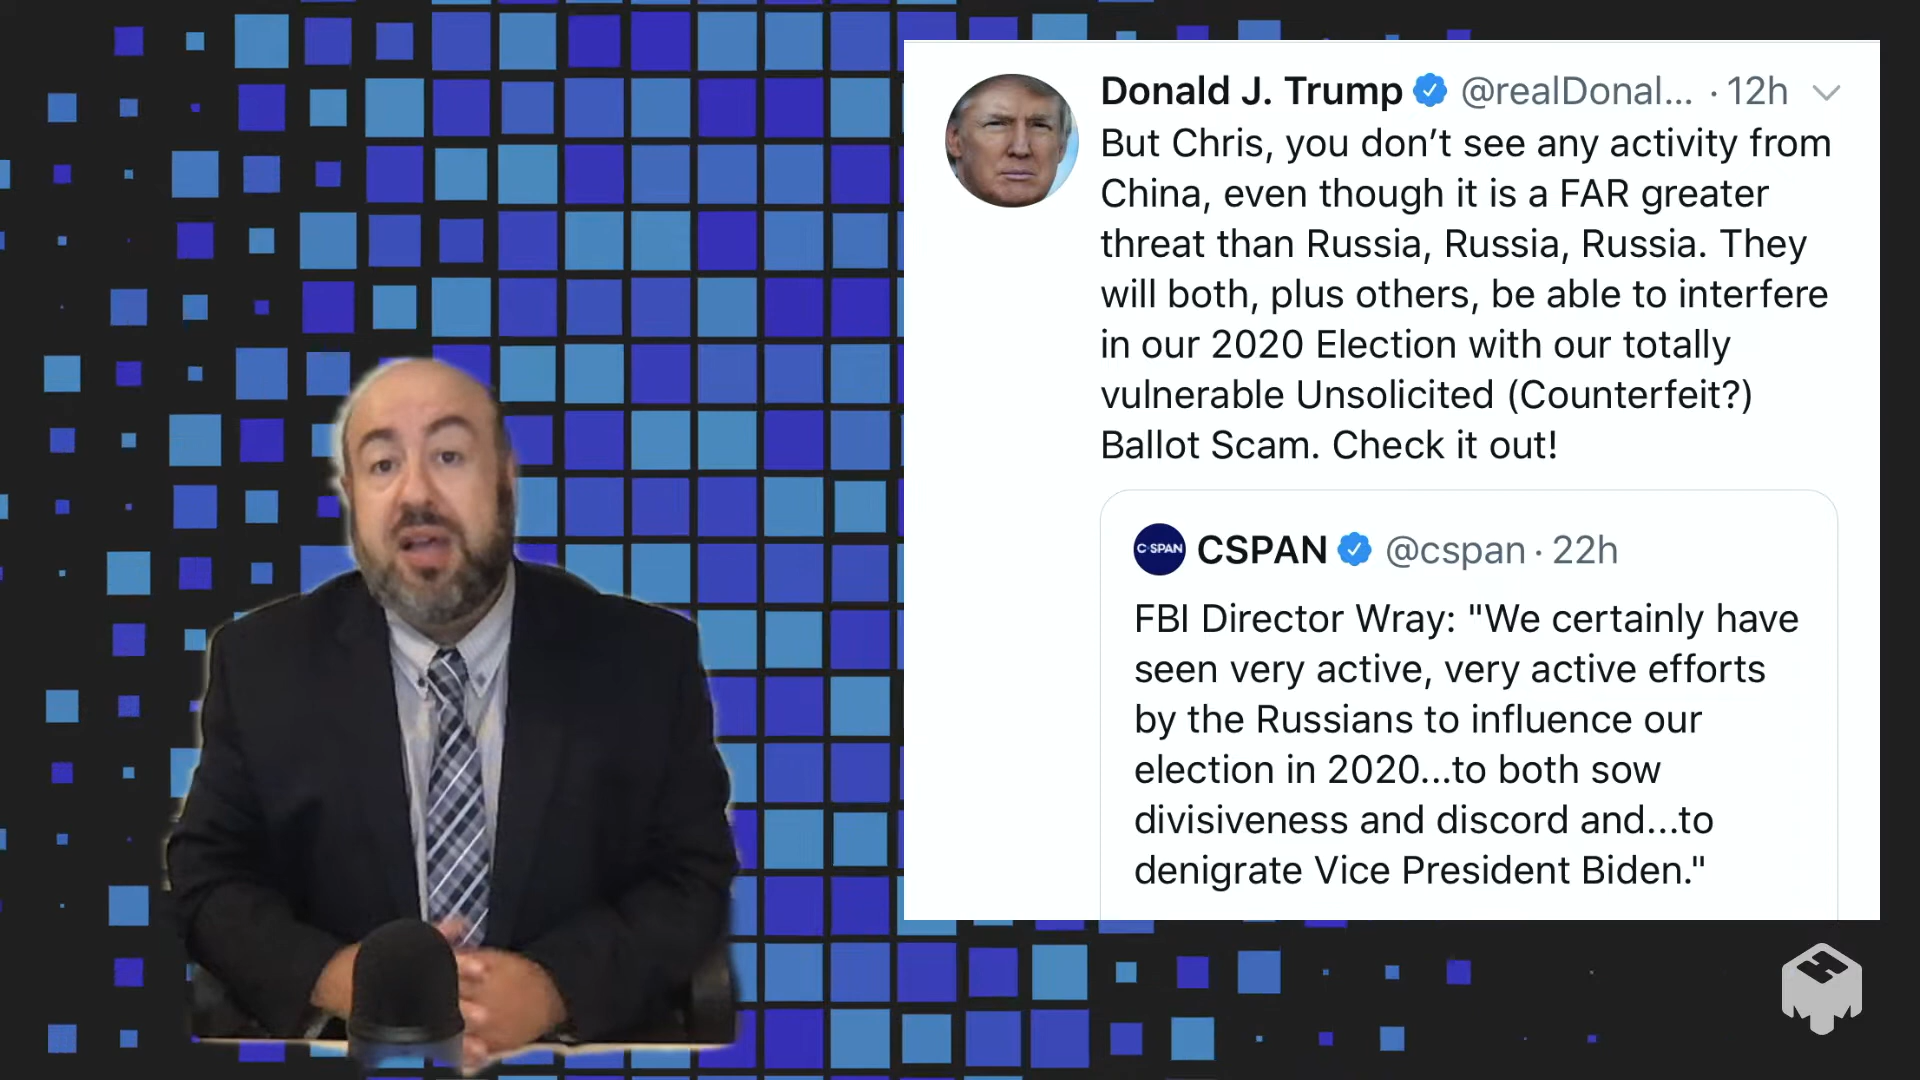 Donald J. Trump @realDonal... · 12h
But Chris, you don’t see any activity from
China, even though it is a FAR greater
threat than Russia, Russia, Russia. They
will both, plus others, be able to interfere
in our 2020 Election with our totally
vulnerable Unsolicited (Counterfeit?)
Ballot Scam. Check it out!
C-SPAN CSPAN @cspan · 22h
FBI Director Wray: "We certainly have
seen very active, very active efforts
by the Russians to influence our
election in 2020...to both sow
divisiveness and discord and...to
denigrate Vice President Biden."